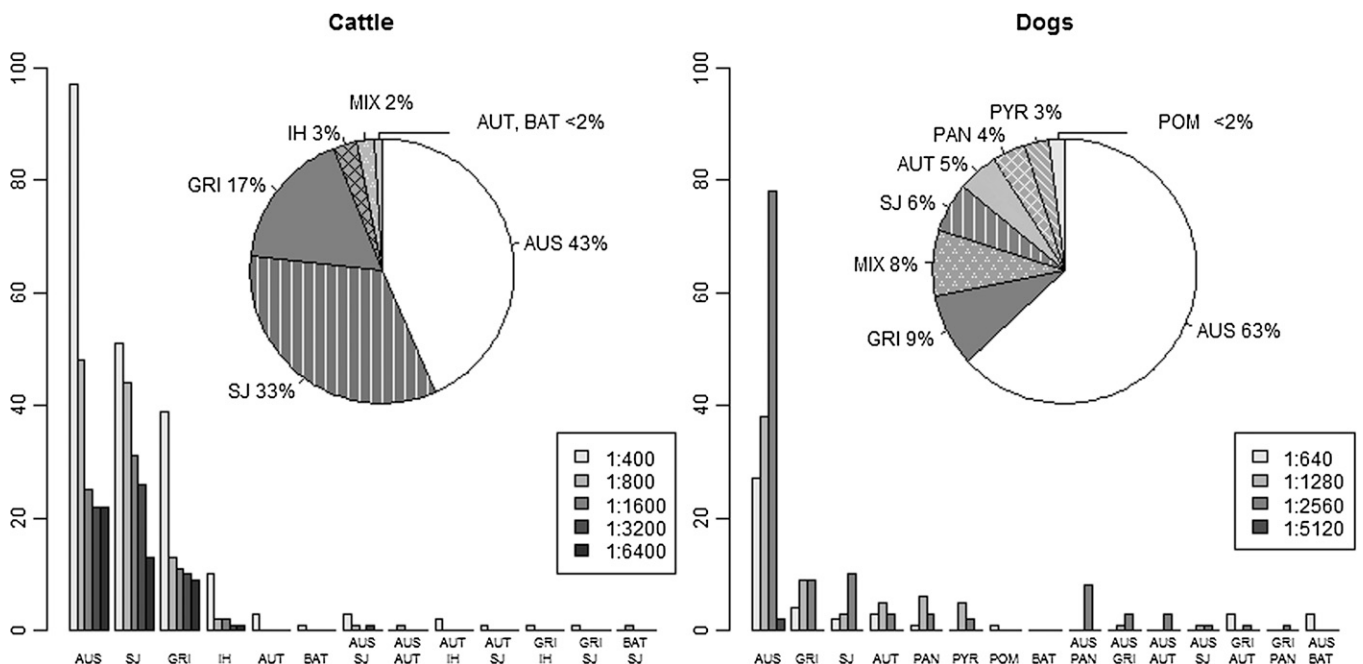 Cattle
100
80
60
40
20
0
MIX 2%
AUT, BAT <2%
IH 3%
GRI 17%
AUS 43%
SJ 33%
1:400
1:800
1:1600
1:3200
1:6400
AUS SJ GRI IH AUT BAT AUS AUS AUT AUT GRI GRI BAT
SJ AUT IH SJ IH SJ SJ
Dogs
100
80
60
40
20
0
PYR 3%
POM <2%
PAN 4%
AUT 5%
SJ 6%
MIX 8%
GRI 9%
AUS 63%
1:640
1:1280
1:2560
1:5120
AUS GRI SJ AUT PAN PYR POM BAT AUS AUS AUS AUS GRI GRI AUS
PAN GRI AUT SJ AUT PAN BAT